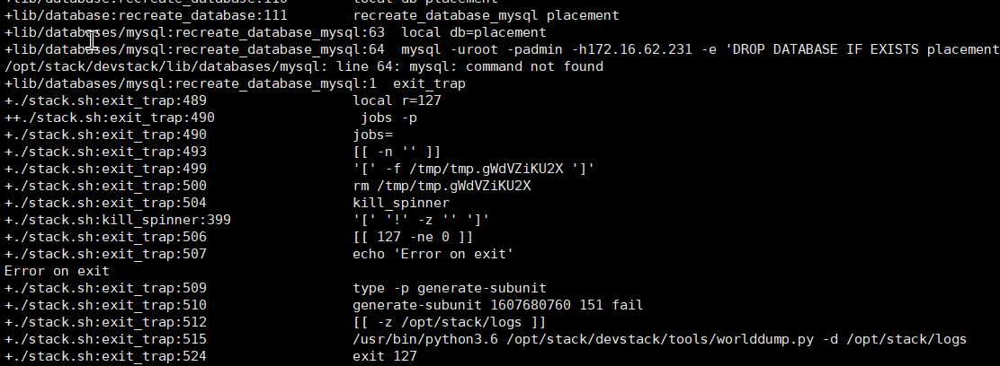 +lib/database:recreate_database:110 local db=placement
+lib/database:recreate_database:111 recreate_database_mysql placement
+lib/databases/mysql:recreate_database_mysql:63 local db=placement
+lib/databases/mysql:recreate_database_mysql:64 mysql -uroot -padmin -h172.16.62.231 -e 'DROP DATABASE IF EXISTS placement
/opt/stack/devstack/lib/databases/mysql: line 64: mysql: command not found
+lib/databases/mysql:recreate_database_mysql:1 exit_trap
+./stack.sh:exit_trap:489 local r=127
++./stack.sh:exit_trap:490 jobs -p
+./stack.sh:exit_trap:490 jobs=
+./stack.sh:exit_trap:493 [[ -n '' ]]
+./stack.sh:exit_trap:499 '[' -f /tmp/tmp.gWdVZiKU2X ']'
+./stack.sh:exit_trap:500 rm /tmp/tmp.gWdVZiKU2X
+./stack.sh:exit_trap:504 kill_spinner
+./stack.sh:kill_spinner:399 '[' '!' -z '' ']'
+./stack.sh:exit_trap:506 [[ 127 -ne 0 ]]
+./stack.sh:exit_trap:507 echo 'Error on exit'
Error on exit
+./stack.sh:exit_trap:509 type -p generate-subunit
+./stack.sh:exit_trap:510 generate-subunit 1607680760 151 fail
+./stack.sh:exit_trap:512 [[ -z /opt/stack/logs ]]
+./stack.sh:exit_trap:515 /usr/bin/python3.6 /opt/stack/devstack/tools/worlddump.py -d /opt/stack/logs
+./stack.sh:exit_trap:524 exit 127